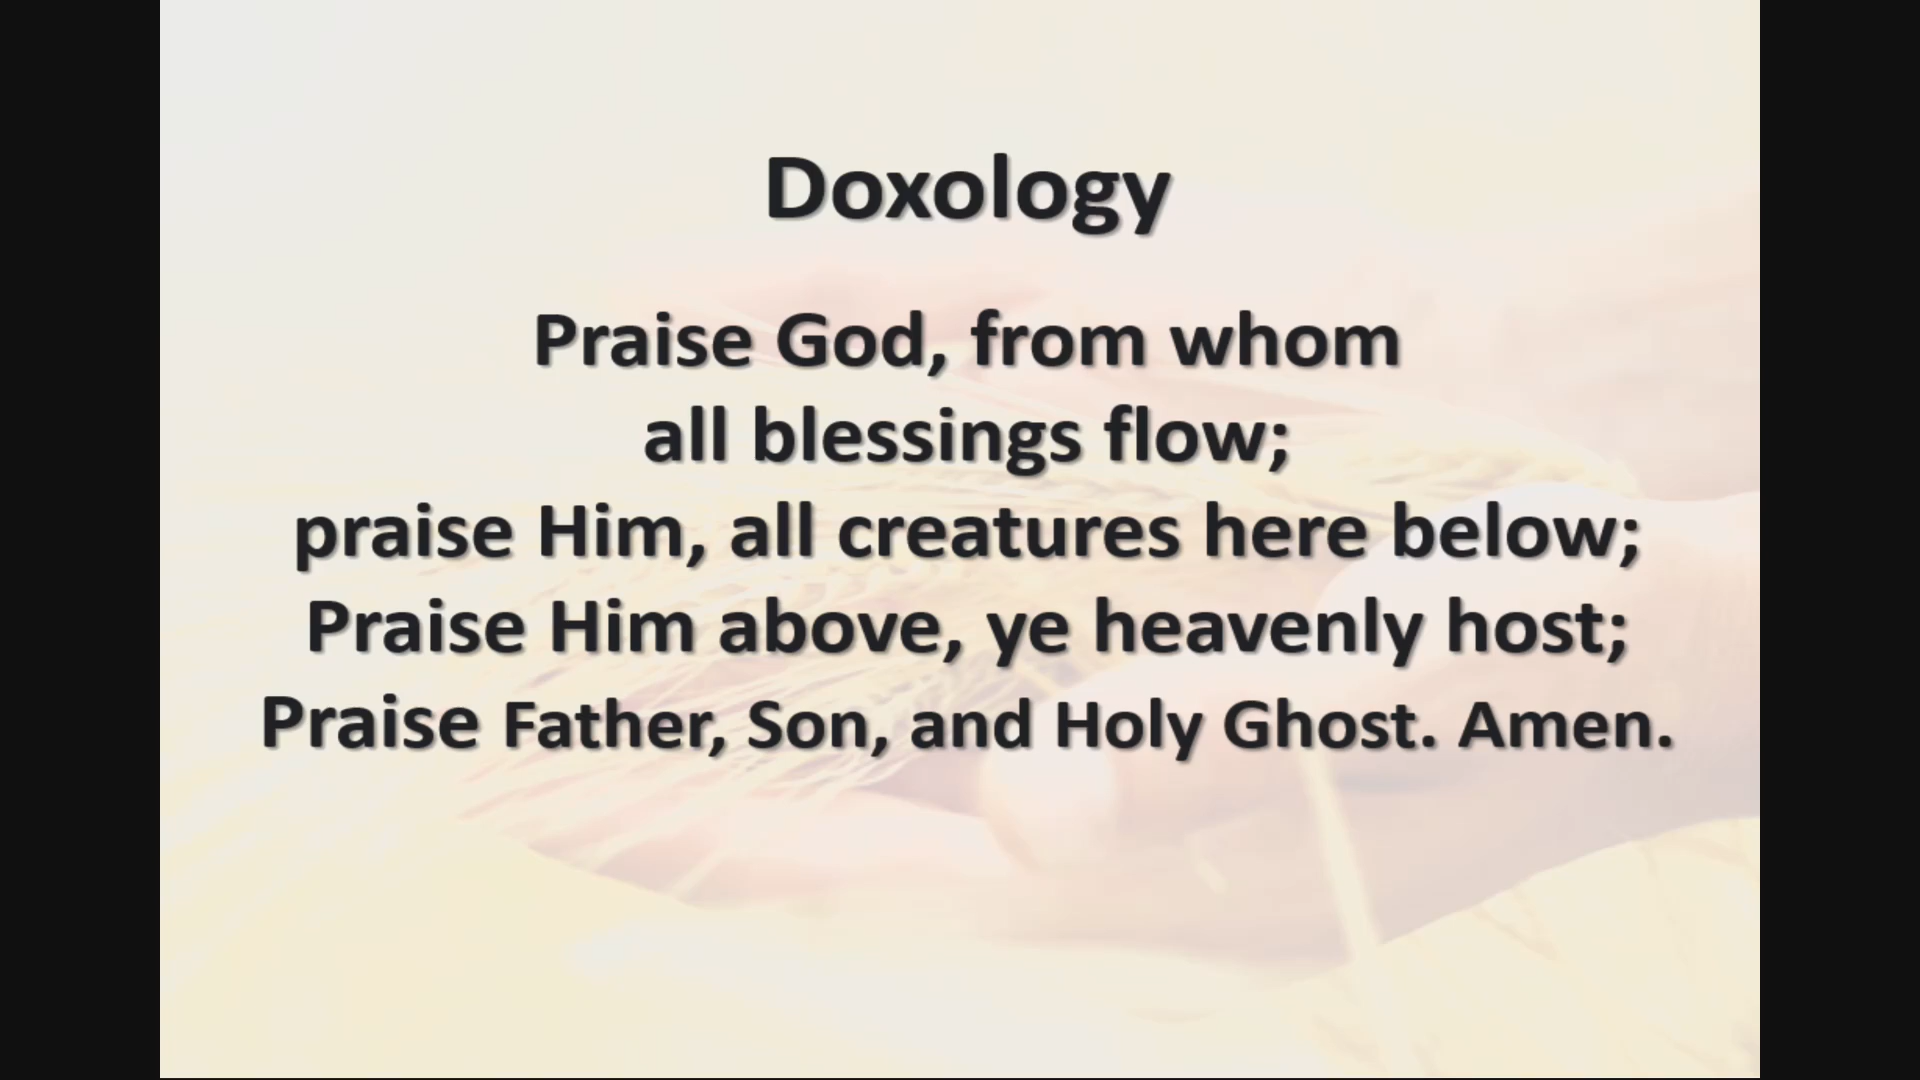 Doxology
Praise God, from whom
all blessings flow;
praise Him, all creatures here below;
Praise Him above, ye heavenly host;
Praise Father, Son, and Holy Ghost. Amen.